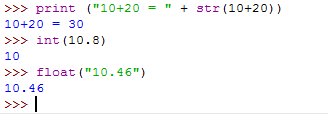 >>> print ("10+20 = " + str(10+20))
10+20 = 30
>>> int(10.8)
10
>>> float("10.46")
10.46
>>>